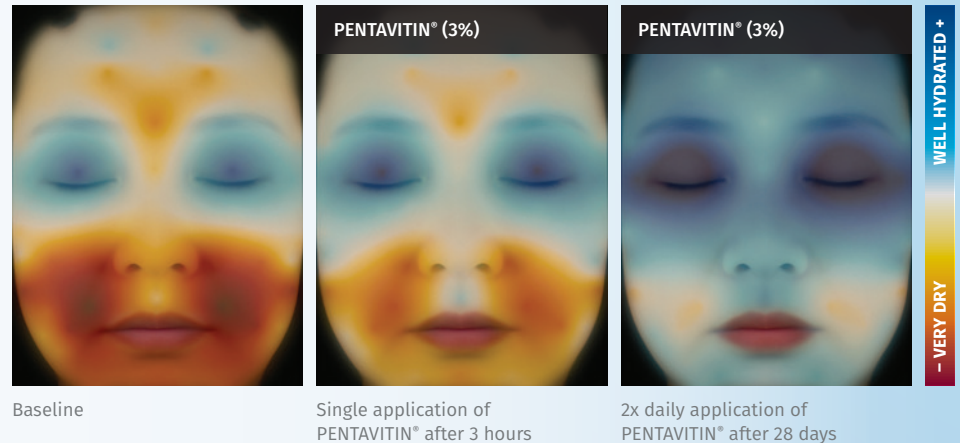 PENTAVITIN® (3%)
PENTAVITIN® (3%)
– VERY DRY
WELL HYDRATED +
Baseline
Single application of
PENTAVITIN® after 3 hours
2x daily application of
PENTAVITIN® after 28 days